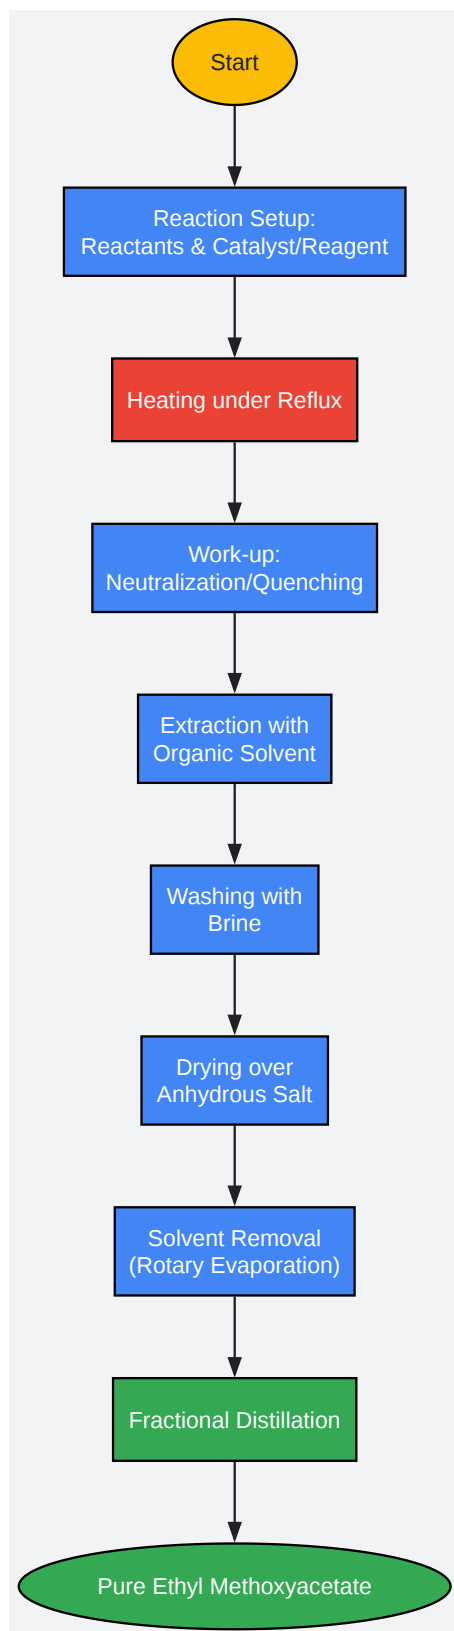 Start
Reaction Setup:
Reactants & Catalyst/Reagent
Heating under Reflux
Work-up:
Neutralization/Quenching
Extraction with
Organic Solvent
Washing with
Brine
Drying over
Anhydrous Salt
Solvent Removal
(Rotary Evaporation)
Fractional Distillation
Pure Ethyl Methoxyacetate